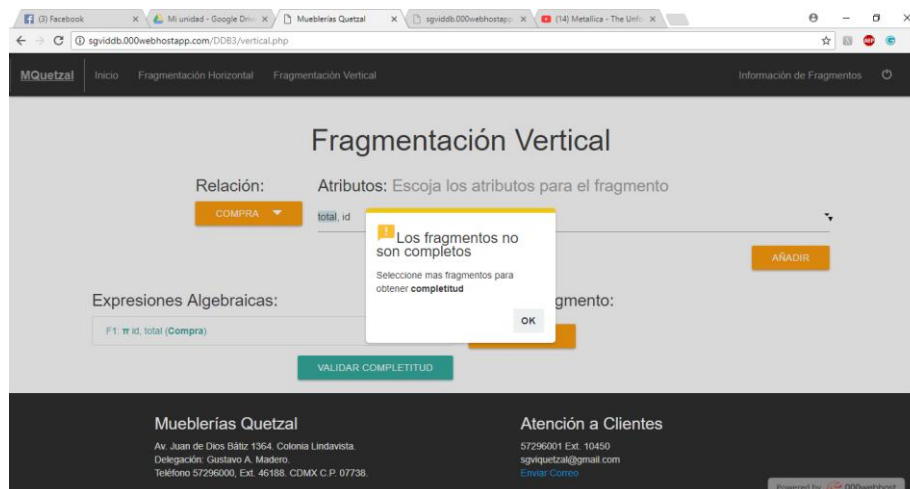 (3) Facebook
Mi unidad - Google Driv
Mueblerías Quetzal
sgviddb.000webhostapp
(14) Metallica - The Unfo
sgviddb.000webhostapp.com/DDB3/vertical.php
MQuetzal Inicio Fragmentación Horizontal Fragmentación Vertical Información de Fragmentos
Fragmentación Vertical
Relación:
Atributos: Escoja los atributos para el fragmento
COMPRA
total, id
Los fragmentos no
son completos
Seleccione mas fragmentos para
obtener completitud
OK
AÑADIR
Expresiones Algebraicas:
gmento:
F1: π id, total (Compra)
VALIDAR COMPLETITUD
Mueblerías Quetzal
Av. Juan de Dios Bátiz 1364. Colonia Lindavista.
Delegación: Gustavo A. Madero.
Teléfono 57296000, Ext. 46188. CDMX C.P. 07738.
Atención a Clientes
57296001 Ext. 10450
sgviquetzal@gmail.com
Enviar Correo
Powered by 000webhost